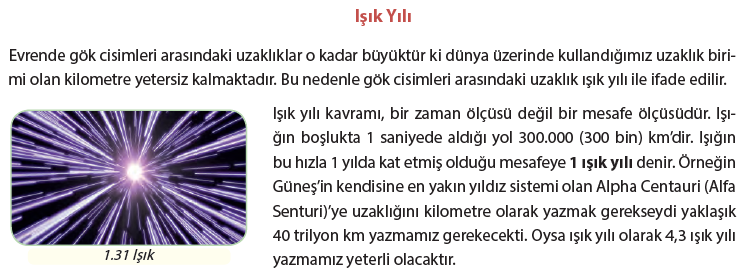 Işık Yılı
Evrende gök cisimleri arasındaki uzaklıklar o kadar büyüktür ki dünya üzerinde kullandığımız uzaklık biri-
mi olan kilometre yetersiz kalmaktadır. Bu nedenle gök cisimleri arasındaki uzaklık ışık yılı ile ifade edilir.
Işık yılı kavramı, bir zaman ölçüsü değil bir mesafe ölçüsüdür. Işı-
ğın boşlukta 1 saniyede aldığı yol 300.000 (300 bin) km'dir. Işığın
bu hızla 1 yılda kat etmiş olduğu mesafeye 1 ışık yılı denir. Örneğin
Güneş'in kendisine en yakın yıldız sistemi olan Alpha Centauri (Alfa
Senturi)'ye uzaklığını kilometre olarak yazmak gerekseydi yaklaşık
40 trilyon km yazmamız gerekecekti. Oysa ışık yılı olarak 4,3 ışık yılı
yazmamız yeterli olacaktır.
1.31 Işık